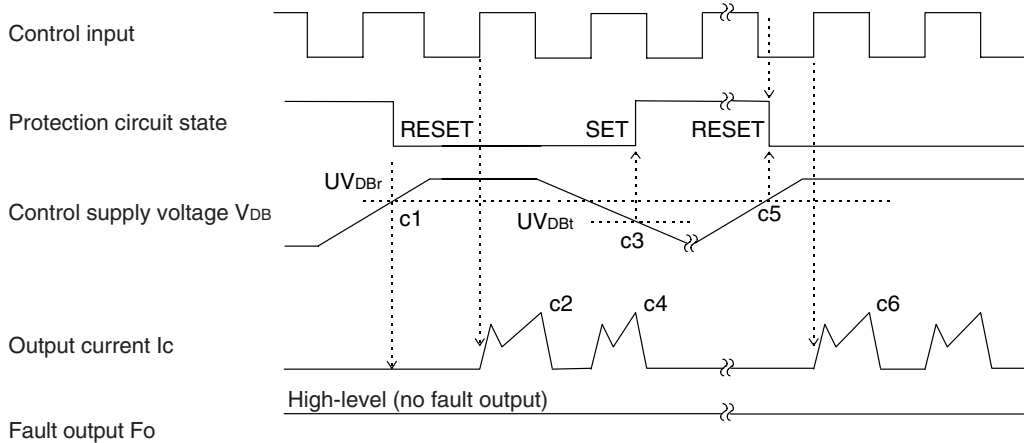 Control input
Protection circuit state
RESET SET RESET
UVDBr
Control supply voltage VDB
c1 UVDBt c3 c5
c2 c4 c6
Output current Ic
High-level (no fault output)
Fault output Fo